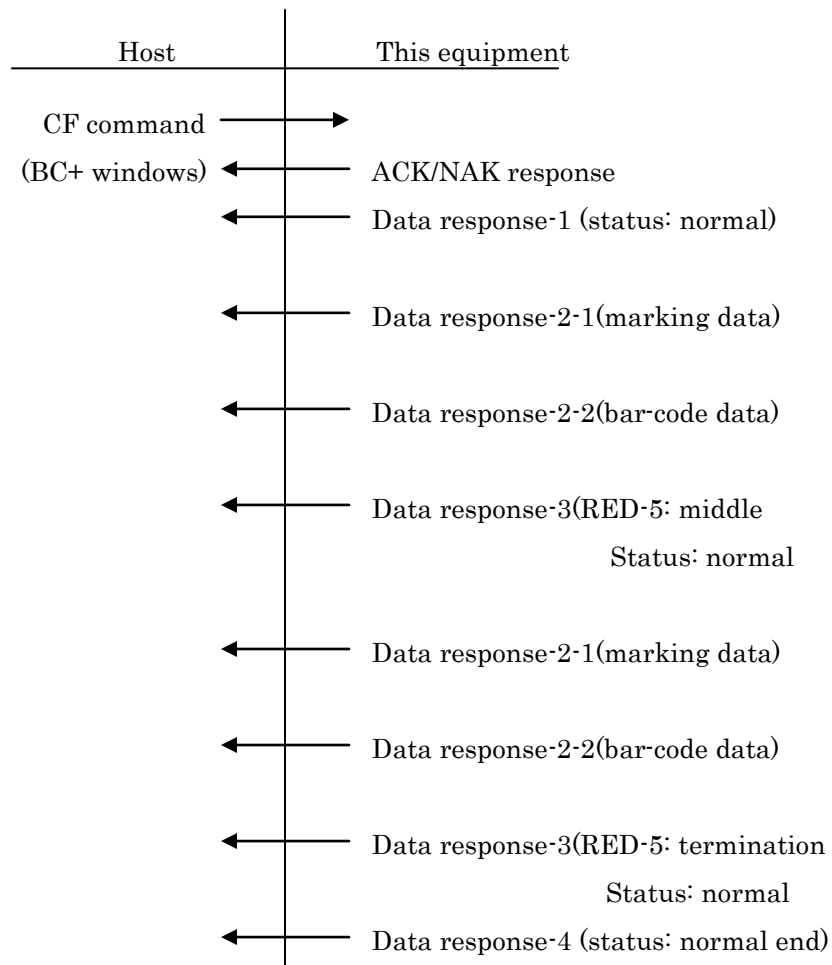 Host This equipment
CF command
(BC+ windows) ACK/NAK response
Data response-1 (status: normal)
Data response-2-1(marking data)
Data response-2-2(bar-code data)
Data response-3(RED-5: middle
Status: normal
Data response-2-1(marking data)
Data response-2-2(bar-code data)
Data response-3(RED-5: termination
Status: normal
Data response-4 (status: normal end)